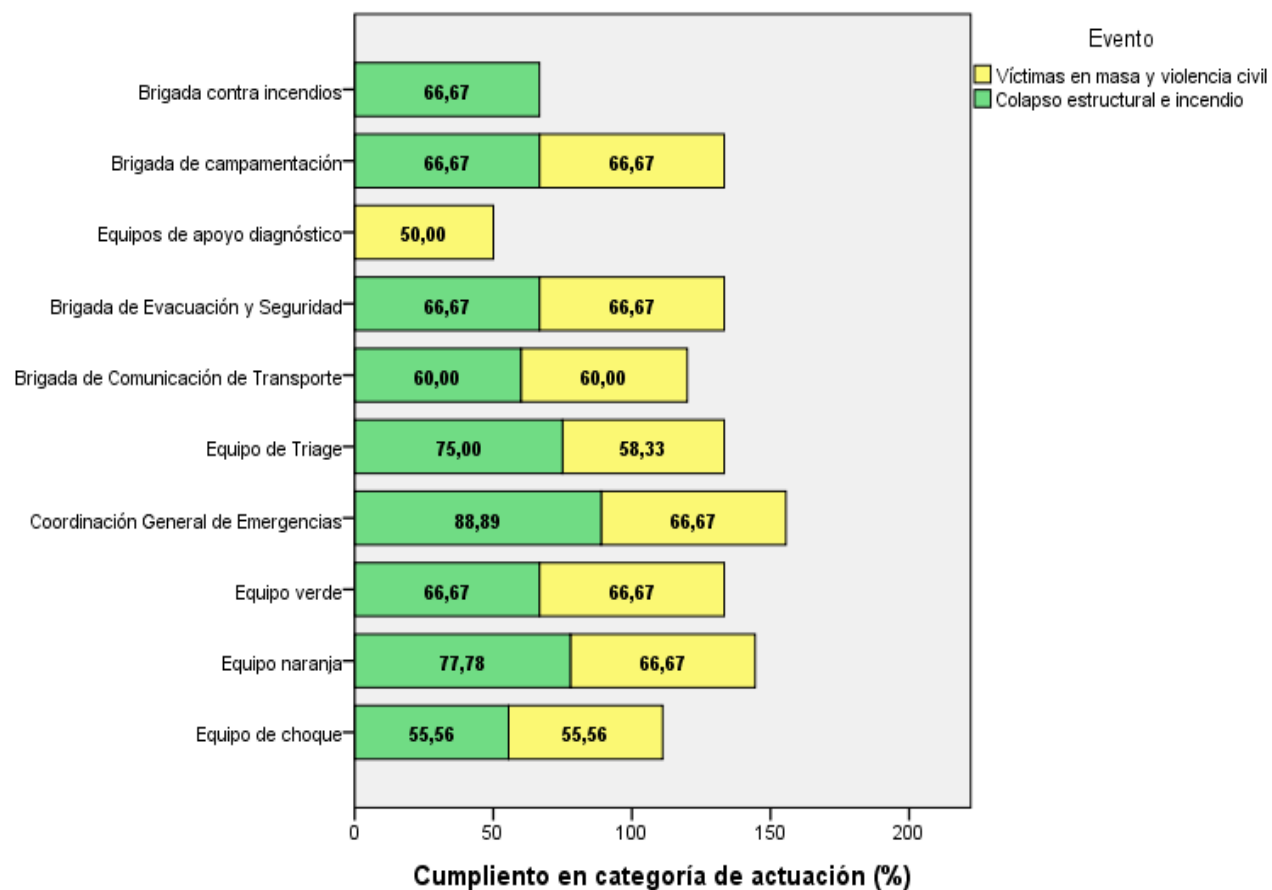 Evento
Víctimas en masa y violencia civil
Colapso estructural e incendio
Brigada contra incendios 66,67
Brigada de campamentación 66,67 66,67
Equipos de apoyo diagnóstico 50,00
Brigada de Evacuación y Seguridad 66,67 66,67
Brigada de Comunicación de Transporte 60,00 60,00
Equipo de Triage 75,00 58,33
Coordinación General de Emergencias 88,89 66,67
Equipo verde 66,67 66,67
Equipo naranja 77,78 66,67
Equipo de choque 55,56 55,56
0 50 100 150 200
Cumpliento en categoría de actuación (%)